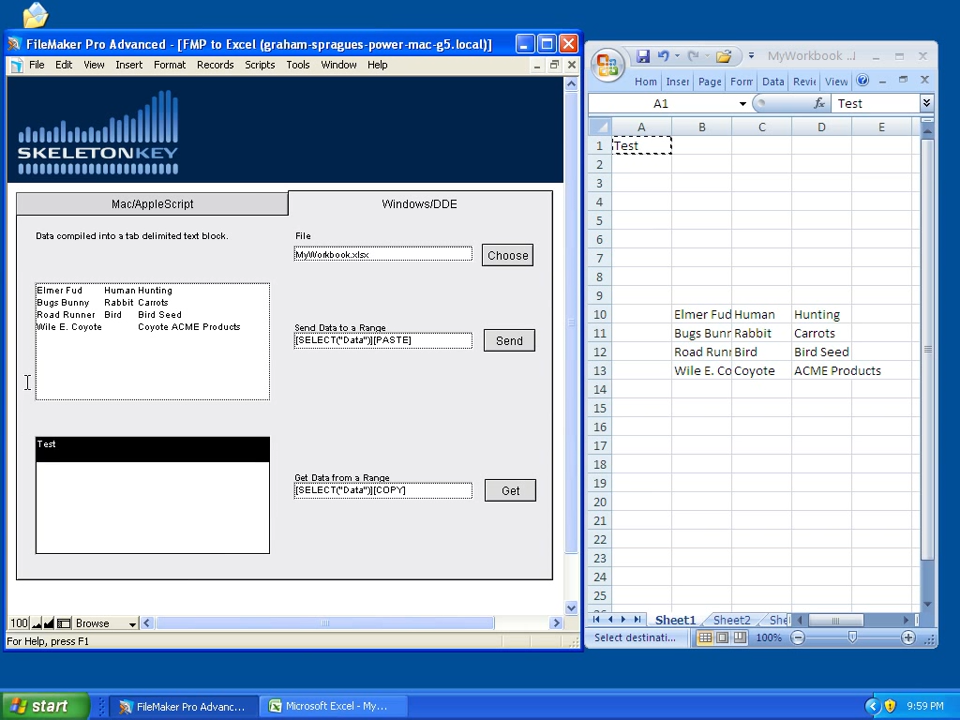 FileMaker Pro Advanced - [FMP to Excel (graham-spragues-power-mac-g5.local)]
File Edit View Insert Format Records Scripts Tools Window Help
SKELETONKEY
Mac/AppleScript
Windows/DDE
Data compiled into a tab delimited text block.
File
MyWorkbook.xlsx
Choose
Elmer Fud Human Hunting
Bugs Bunny Rabbit Carrots
Road Runner Bird Bird Seed
Wile E. Coyote Coyote ACME Products
Send Data to a Range
[SELECT("Data")][PASTE]
Send
Test
Get Data from a Range
[SELECT("Data")][COPY]
Get
100 Browse
For Help, press F1
MyWorkbook ...
Hom Inser Page Form Data Revi View
A1 fx Test
A B C D E
1 Test
2
3
4
5
6
7
8
9
10 Elmer Fud Human Hunting
11 Bugs Bunn Rabbit Carrots
12 Road Runn Bird Bird Seed
13 Wile E. Co Coyote ACME Products
14
15
16
17
18
19
20
21
22
23
24
25
Sheet1 Sheet2 She
Select destinati... 100%
start
FileMaker Pro Advanc...
Microsoft Excel - My...
9:59 PM